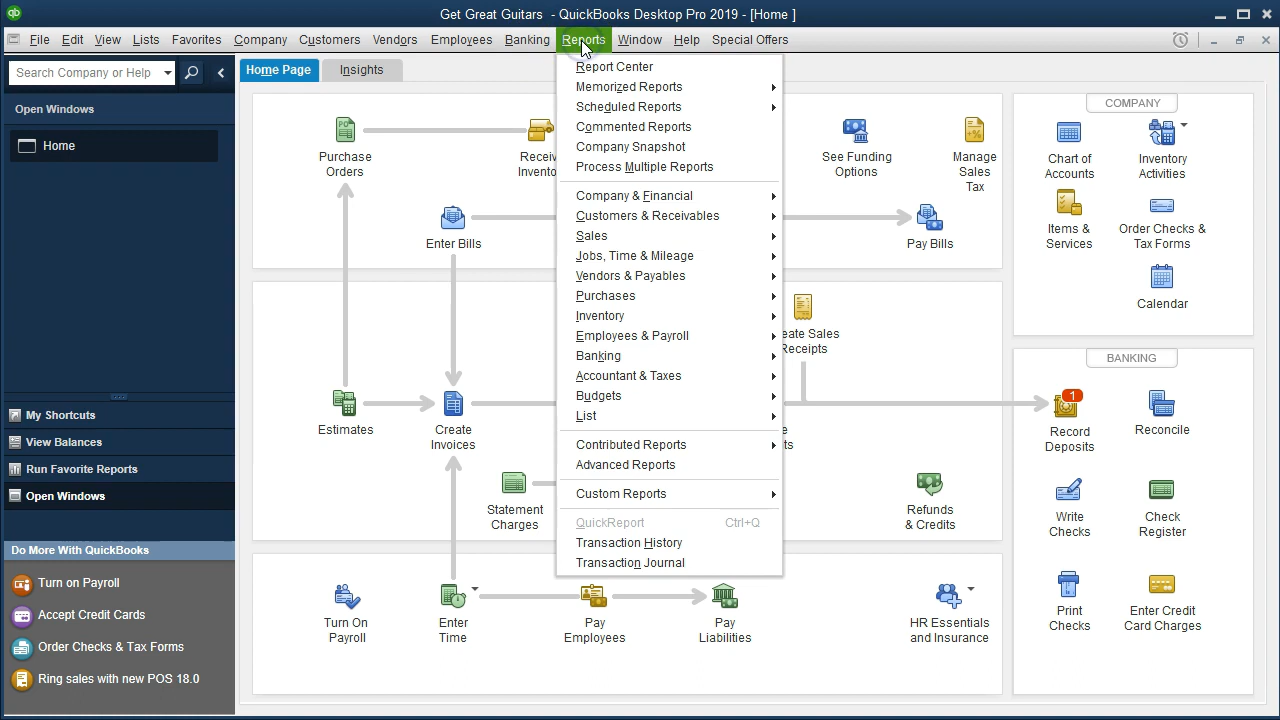 Get Great Guitars - QuickBooks Desktop Pro 2019 - [Home ]
File Edit View Lists Favorites Company Customers Vendors Employees Banking Reports Window Help Special Offers
Search Company or Help
Open Windows
Home
My Shortcuts
View Balances
Run Favorite Reports
Open Windows
Do More With QuickBooks
Turn on Payroll
Accept Credit Cards
Order Checks & Tax Forms
Ring sales with new POS 18.0
Home Page
Insights
Purchase
Orders
Enter Bills
See Funding
Options
Manage
Sales
Tax
Pay Bills
Estimates
Create
Invoices
Statement
Charges
Receipts
Refunds
& Credits
Turn On
Payroll
Enter
Time
Pay
Employees
Pay
Liabilities
HR Essentials
and Insurance
Report Center
Memorized Reports
Scheduled Reports
Commented Reports
Company Snapshot
Process Multiple Reports
Company & Financial
Customers & Receivables
Sales
Jobs, Time & Mileage
Vendors & Payables
Purchases
Inventory
Employees & Payroll
Banking
Accountant & Taxes
Budgets
List
Contributed Reports
Advanced Reports
Custom Reports
QuickReport Ctrl+Q
Transaction History
Transaction Journal
COMPANY
Chart of
Accounts
Inventory
Activities
Items &
Services
Order Checks &
Tax Forms
Calendar
BANKING
1
Record
Deposits
Reconcile
Write
Checks
Check
Register
Print
Checks
Enter Credit
Card Charges